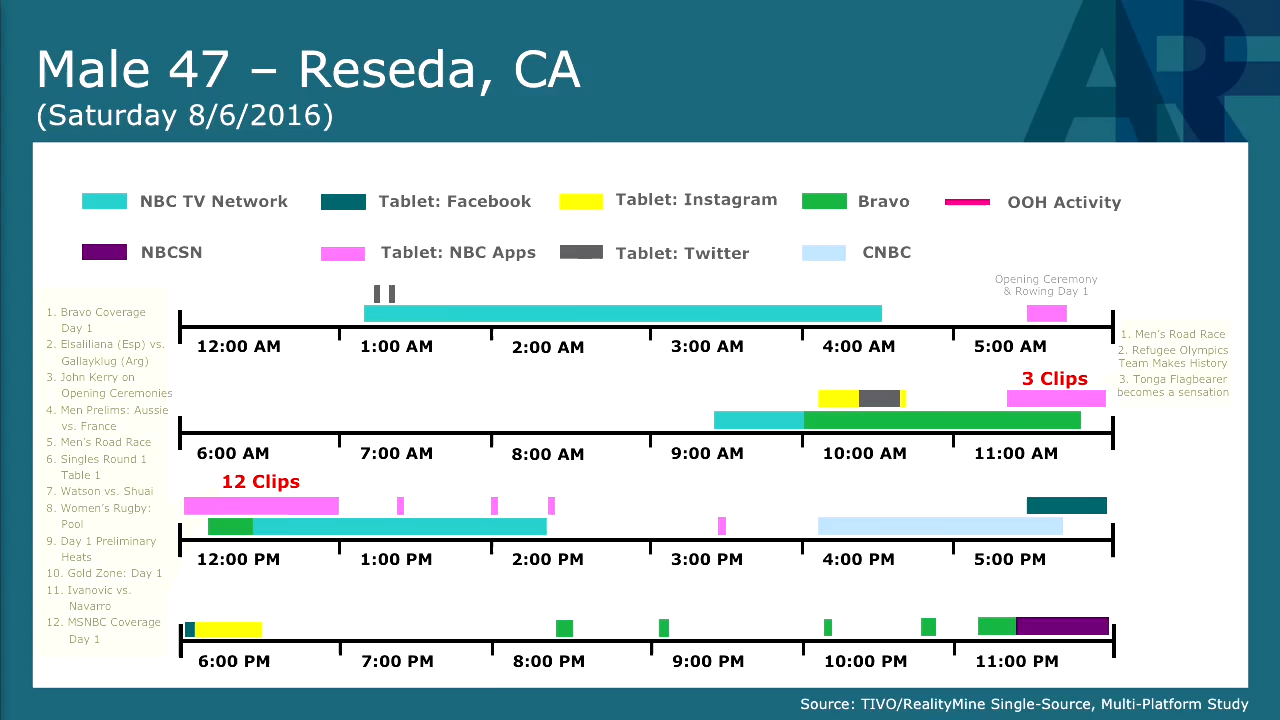 Male 47 – Reseda, CA
(Saturday 8/6/2016)
ARF
NBC TV Network
Tablet: Facebook
Tablet: Instagram
Bravo
OOH Activity
NBCSN
Tablet: NBC Apps
Tablet: Twitter
CNBC
Opening Ceremony
& Rowing Day 1
1. Bravo Coverage
Day 1
2. Elsaliliana (Esp) vs.
Gallayklug (Arg)
3. John Kerry on
Opening Ceremonies
4. Men Prelims: Aussie
vs. France
5. Men's Road Race
6. Singles Round 1
Table 1
7. Watson vs. Shuai
8. Women's Rugby:
Pool
9. Day 1 Preliminary
Heats
10. Gold Zone: Day 1
11. Ivanovic vs.
Navarro
12. MSNBC Coverage
Day 1
12:00 AM 1:00 AM 2:00 AM 3:00 AM 4:00 AM 5:00 AM
1. Men's Road Race
2. Refugee Olympics
Team Makes History
3. Tonga Flagbearer
becomes a sensation
3 Clips
6:00 AM 7:00 AM 8:00 AM 9:00 AM 10:00 AM 11:00 AM
12 Clips
12:00 PM 1:00 PM 2:00 PM 3:00 PM 4:00 PM 5:00 PM
6:00 PM 7:00 PM 8:00 PM 9:00 PM 10:00 PM 11:00 PM
Source: TIVO/RealityMine Single-Source, Multi-Platform Study